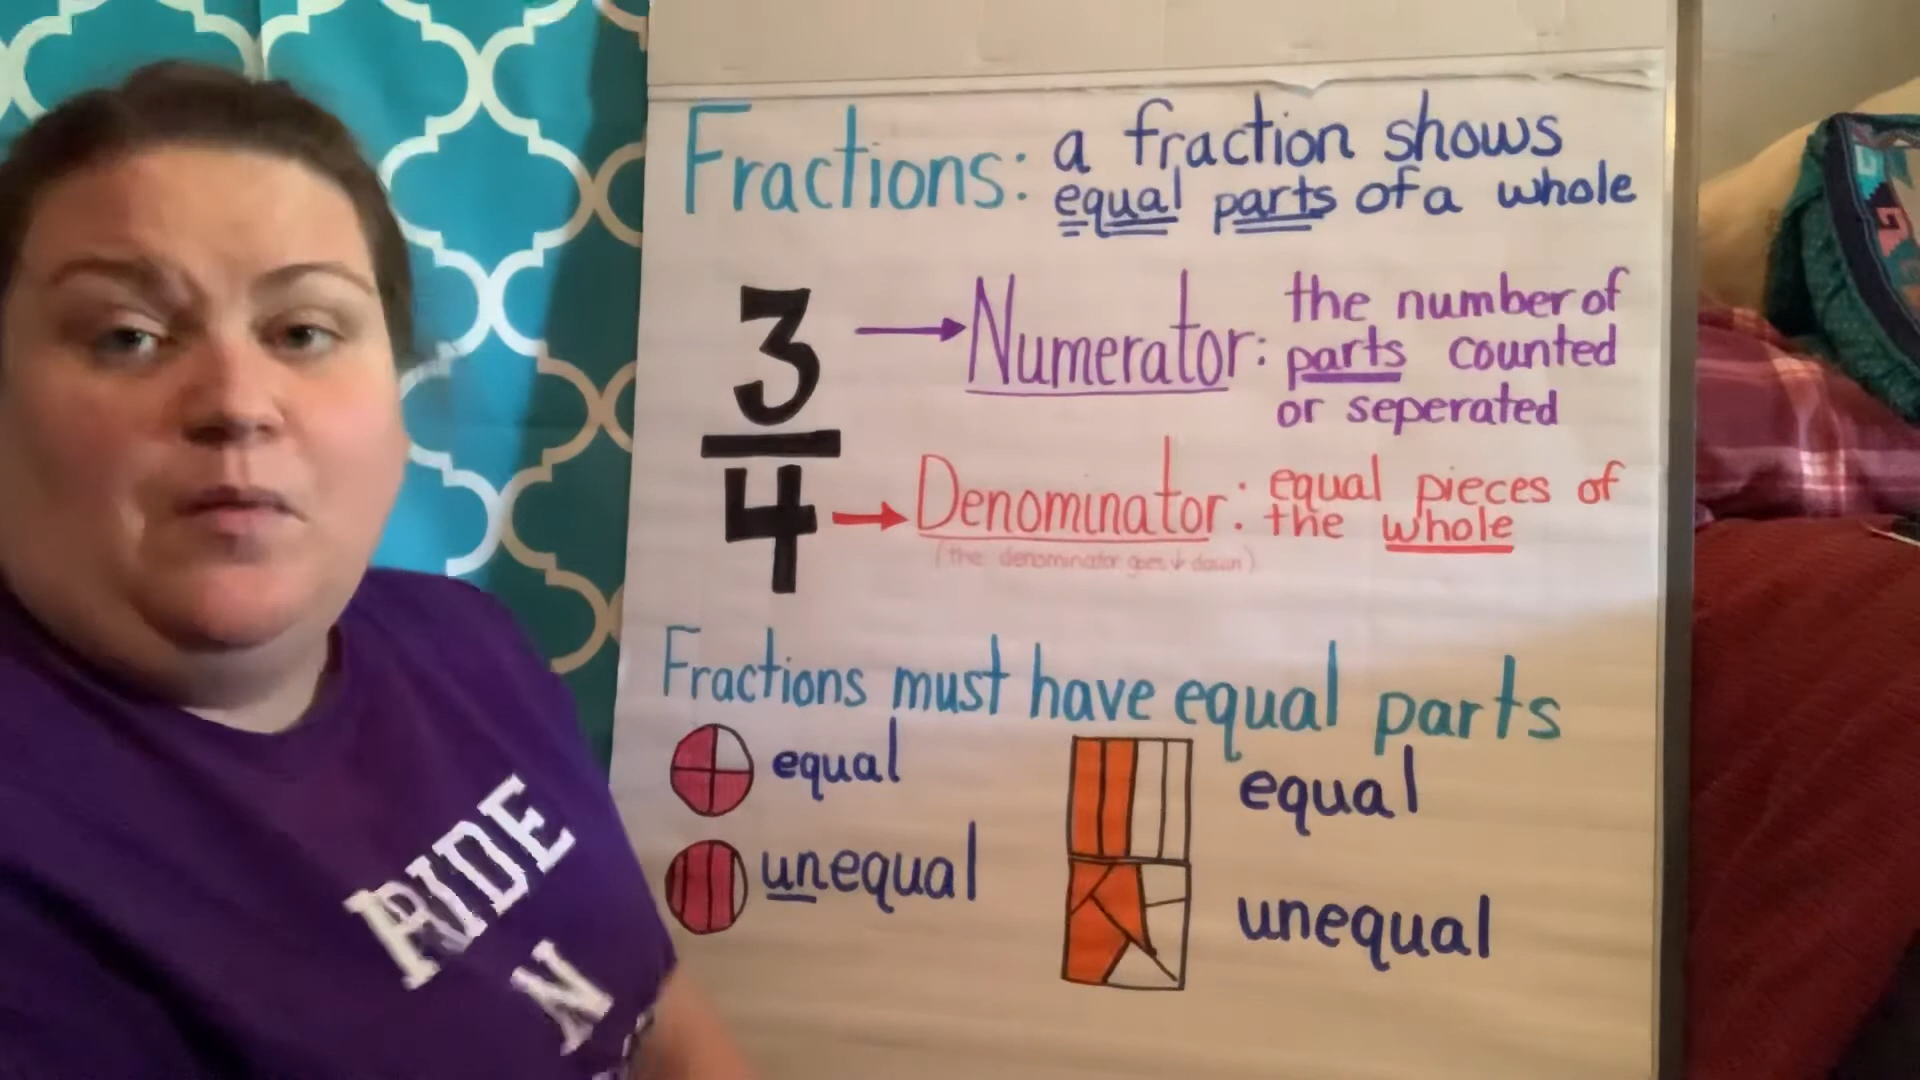 Fractions: a fraction shows
equal parts of a whole
3
4
Numerator: the number of
parts counted
or seperated
Denominator: equal pieces of
the whole
(the denominator goes ↓ down)
Fractions must have equal parts
equal
unequal
equal
unequal
RIDE
N